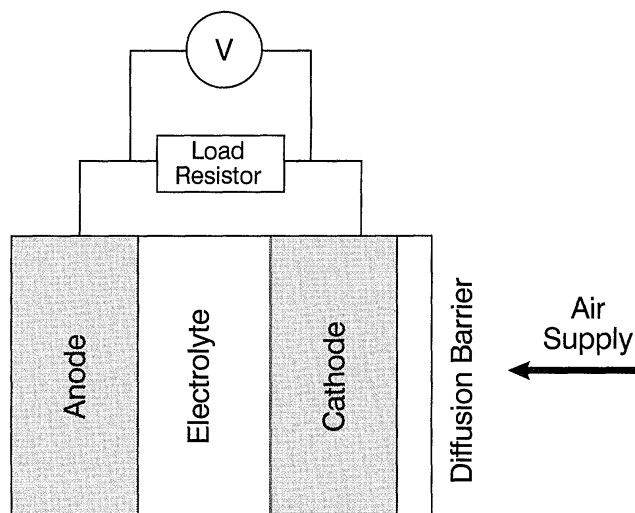 V
Load
Resistor
Anode
Electrolyte
Cathode
Diffusion Barrier
Air
Supply